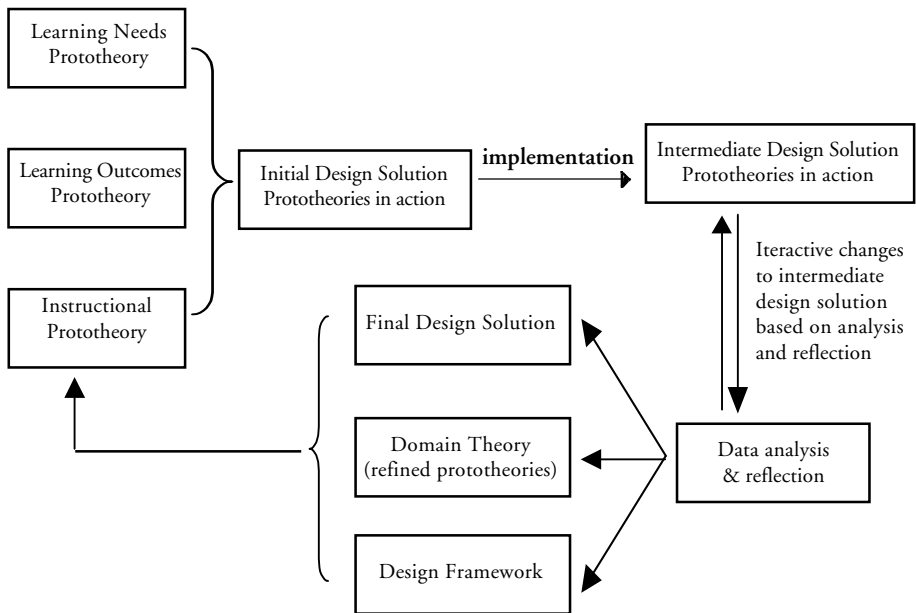 Learning Needs
Prototheory
Learning Outcomes
Prototheory
Instructional
Prototheory
Initial Design Solution
Prototheories in action
implementation
Intermediate Design Solution
Prototheories in action
Iteractive changes
to intermediate
design solution
based on analysis
and reflection
Data analysis
& reflection
Final Design Solution
Domain Theory
(refined prototheories)
Design Framework